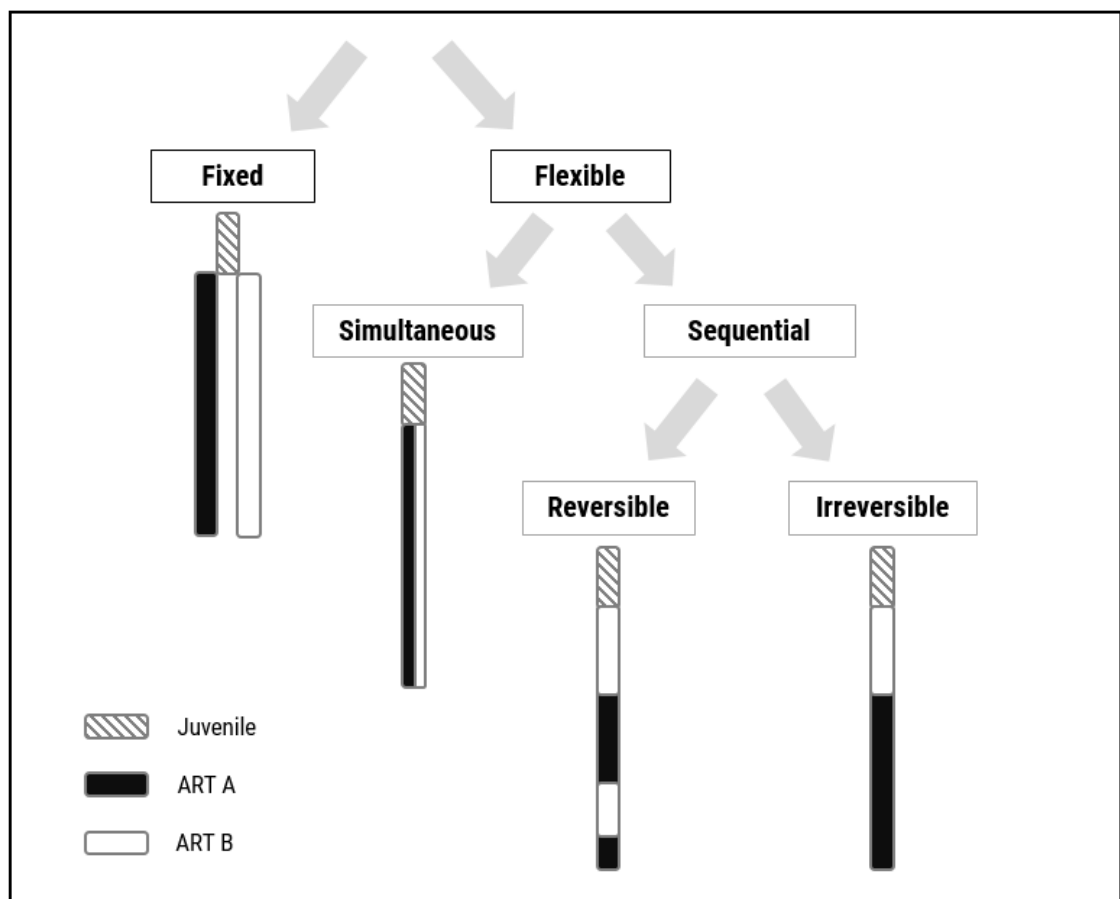 Fixed
Flexible
Simultaneous
Sequential
Reversible
Irreversible
Juvenile
ART A
ART B